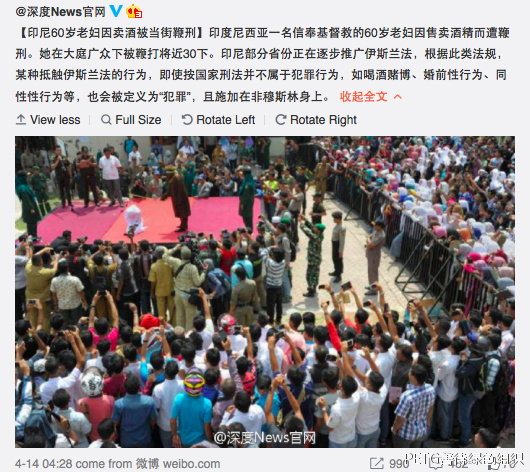 @深度News官网
【印尼60岁老妇因卖酒被当街鞭刑】印度尼西亚一名信奉基督教的60岁老妇因售卖酒精而遭鞭
刑。她在大庭广众下被鞭打将近30下。印尼部分省份正在逐步推广伊斯兰法，根据此类法规，
某种抵触伊斯兰法的行为，即使按国家刑法并不属于犯罪行为，如喝酒赌博、婚前性行为、同
性性行为等，也会被定义为“犯罪”，且施加在非穆斯林身上。 收起全文
View less Full Size Rotate Left Rotate Right
@深度News官网
4-14 04:28 come from 微博 weibo.com 990